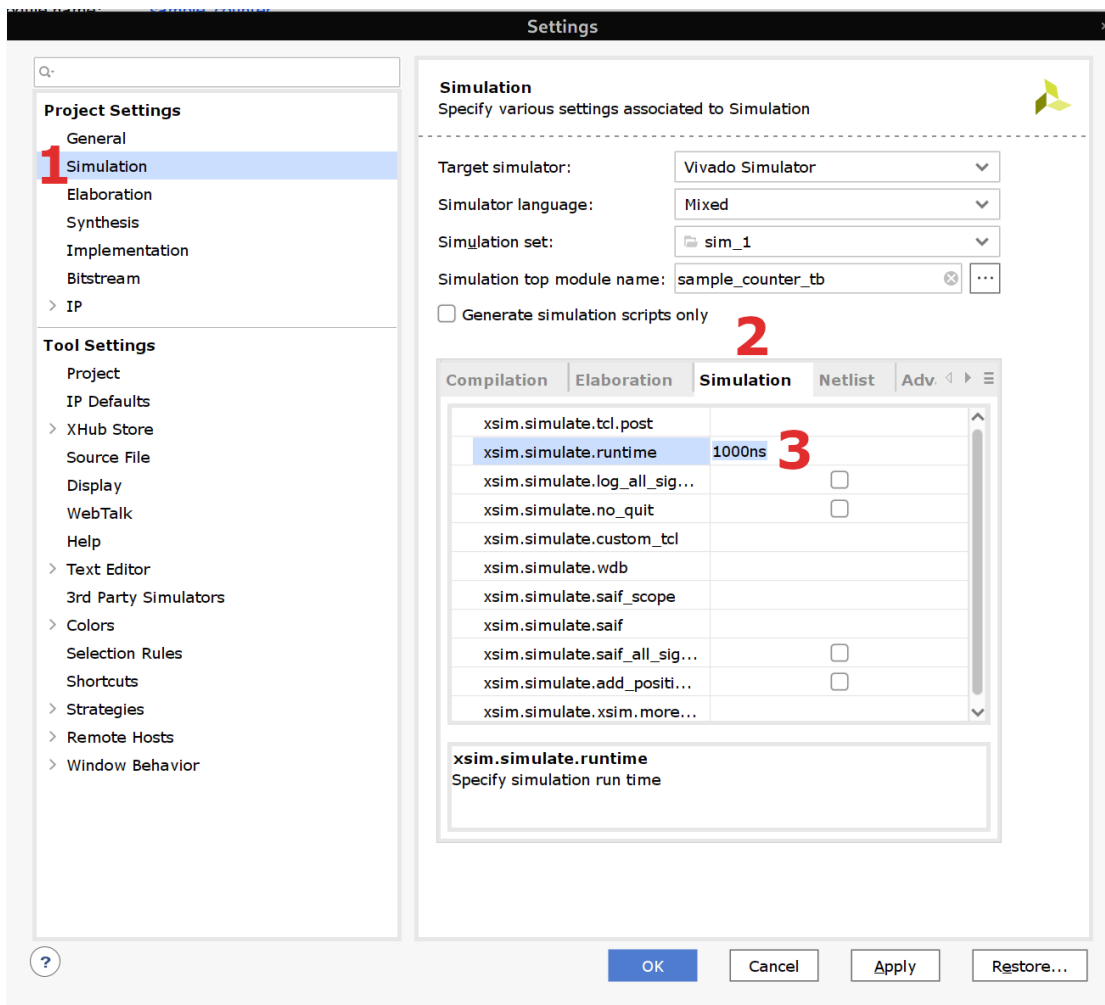 sample_counter
Settings
Project Settings
General
1
Simulation
Elaboration
Synthesis
Implementation
Bitstream
> IP
Tool Settings
Project
IP Defaults
> XHub Store
Source File
Display
WebTalk
Help
> Text Editor
3rd Party Simulators
> Colors
Selection Rules
Shortcuts
> Strategies
> Remote Hosts
> Window Behavior
Simulation
Specify various settings associated to Simulation
Target simulator: Vivado Simulator
Simulator language: Mixed
Simulation set: sim_1
Simulation top module name: sample_counter_tb ...
Generate simulation scripts only
2
Compilation Elaboration Simulation Netlist Adv.
xsim.simulate.tcl.post
xsim.simulate.runtime 1000ns 3
xsim.simulate.log_all_sig...
xsim.simulate.no_quit
xsim.simulate.custom_tcl
xsim.simulate.wdb
xsim.simulate.saif_scope
xsim.simulate.saif
xsim.simulate.saif_all_sig...
xsim.simulate.add_positi...
xsim.simulate.xsim.more...
xsim.simulate.runtime
Specify simulation run time
? OK Cancel Apply Restore...